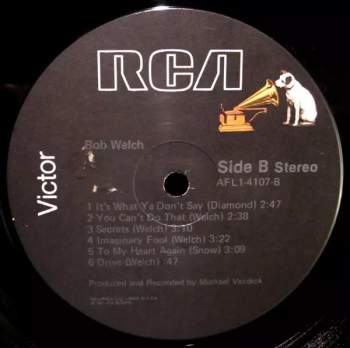 RCA
Victor
Bob Welch
Side B Stereo
AFL1-4107-B
1 It's What Ya Don't Say (Diamond) 2:47
2 You Can't Do That (Welch) 2:38
3 Secrets (Welch) 3:10
4 Imaginary Fool (Welch) 3:22
5 To My Heart Again (Snow) 3:09
6 Drive (Welch) :47
Produced and Recorded by Michael Verdick